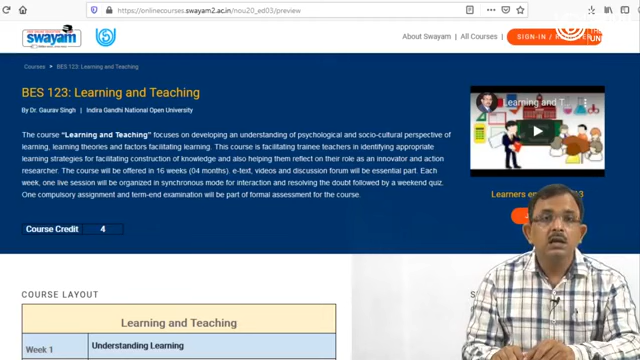 https://onlinecourses.swayam2.ac.in/nou20_ed03/preview
swayam
About Swayam | All Courses
SIGN-IN / RE
Courses > BES 123: Learning and Teaching
BES 123: Learning and Teaching
By Dr. Gaurav Singh | Indira Gandhi National Open University
The course "Learning and Teaching" focuses on developing an understanding of psychological and socio-cultural perspective of
learning, learning theories and factors facilitating learning. This course is facilitating trainee teachers in identifying appropriate
learning strategies for facilitating construction of knowledge and also helping them reflect on their role as an innovator and action
researcher. The course will be offered in 16 weeks (04 months). e-text, videos and discussion forum will be essential part. Each
week, one live session will be organized in synchronous mode for interaction and resolving the doubt followed by a weekend quiz.
One compulsory assignment and term-end examination will be part of formal assessment for the course.
Learning and T...
Learners en
03
Course Credit 4
COURSE LAYOUT
Learning and Teaching
Week 1 Understanding Learning